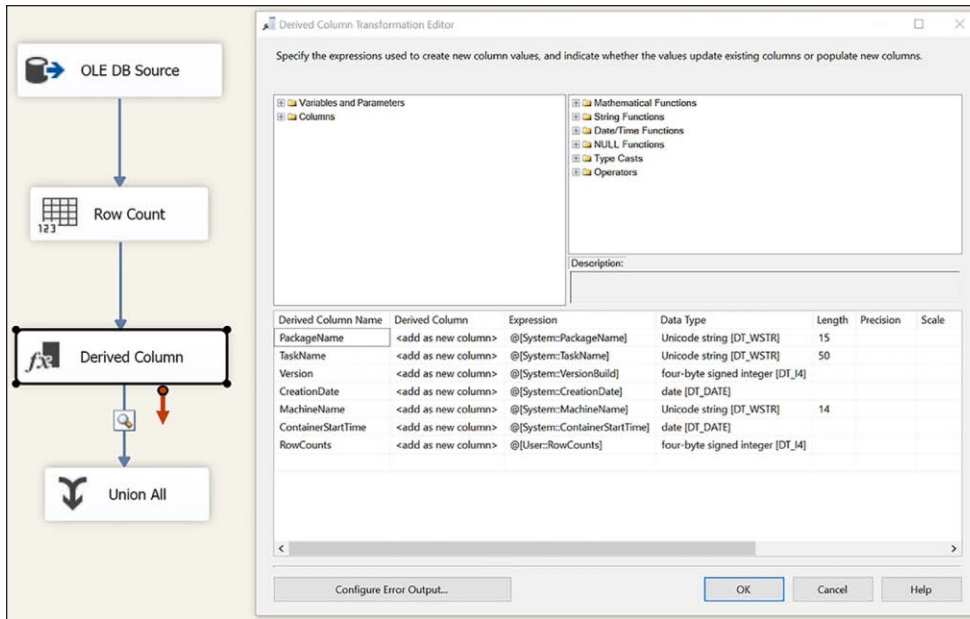 OLE DB Source
Row Count
123
Derived Column
Union All
Derived Column Transformation Editor
Specify the expressions used to create new column values, and indicate whether the values update existing columns or populate new columns.
Variables and Parameters
Columns
Mathematical Functions
String Functions
Date/Time Functions
NULL Functions
Type Casts
Operators
Description:
Derived Column Name Derived Column Expression Data Type Length Precision Scale
PackageName <add as new column> @[System::PackageName] Unicode string [DT_WSTR] 15
TaskName <add as new column> @[System::TaskName] Unicode string [DT_WSTR] 50
Version <add as new column> @[System::VersionBuild] four-byte signed integer [DT_I4]
CreationDate <add as new column> @[System::CreationDate] date [DT_DATE]
MachineName <add as new column> @[System::MachineName] Unicode string [DT_WSTR] 14
ContainerStartTime <add as new column> @[System::ContainerStartTime] date [DT_DATE]
RowCounts <add as new column> @[User::RowCounts] four-byte signed integer [DT_I4]
Configure Error Output... OK Cancel Help